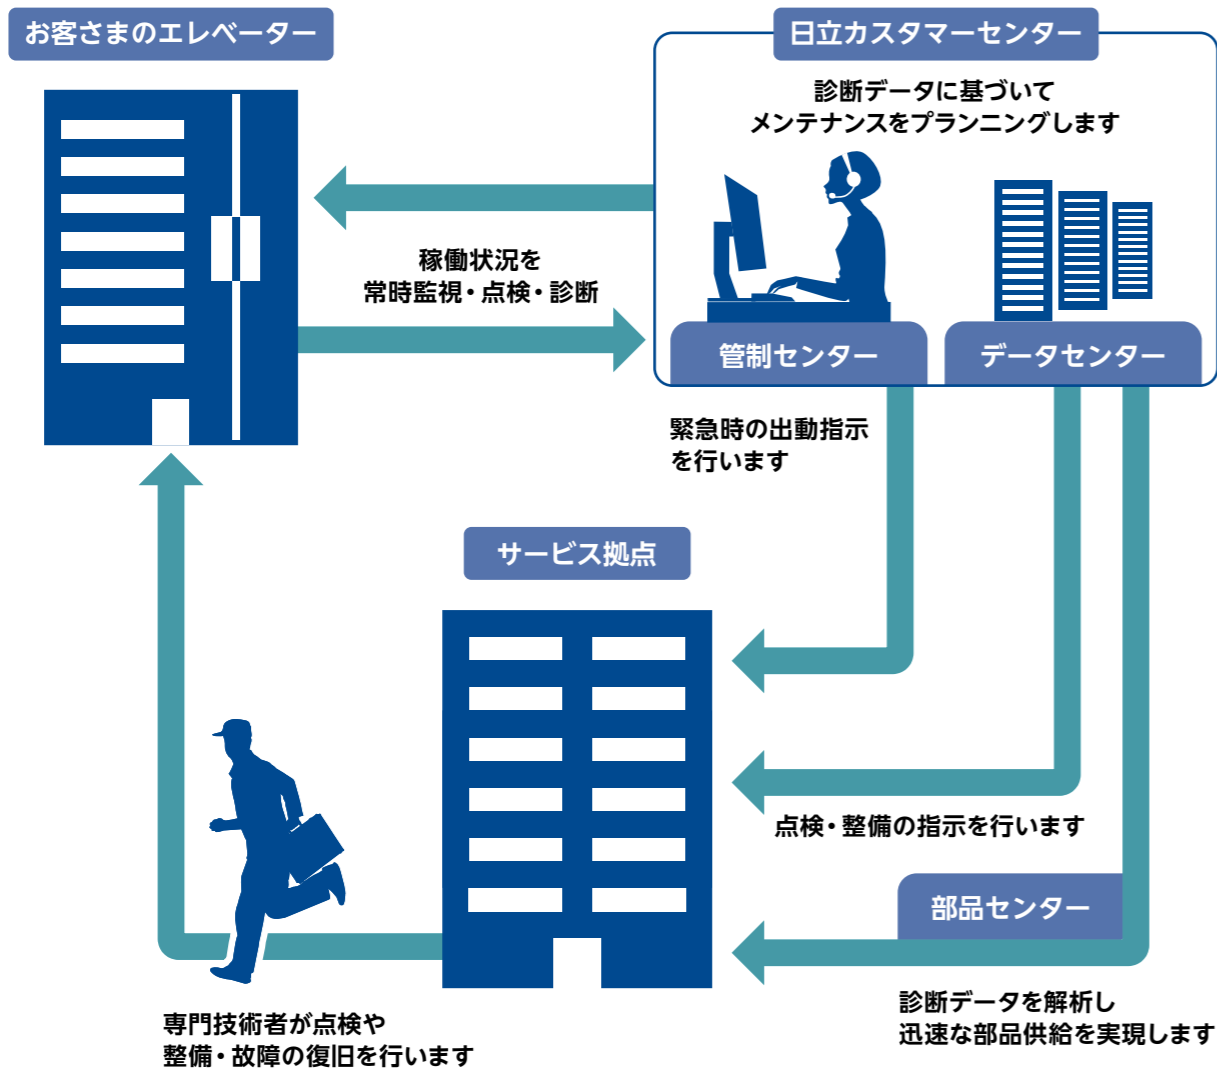 お客さまのエレベーター
日立カスタマーセンター
診断データに基づいて
メンテナンスをプランニングします
稼働状況を
常時監視・点検・診断
管制センター
データセンター
緊急時の出動指示
を行います
サービス拠点
点検・整備の指示を行います
部品センター
診断データを解析し
迅速な部品供給を実現します
専門技術者が点検や
整備・故障の復旧を行います